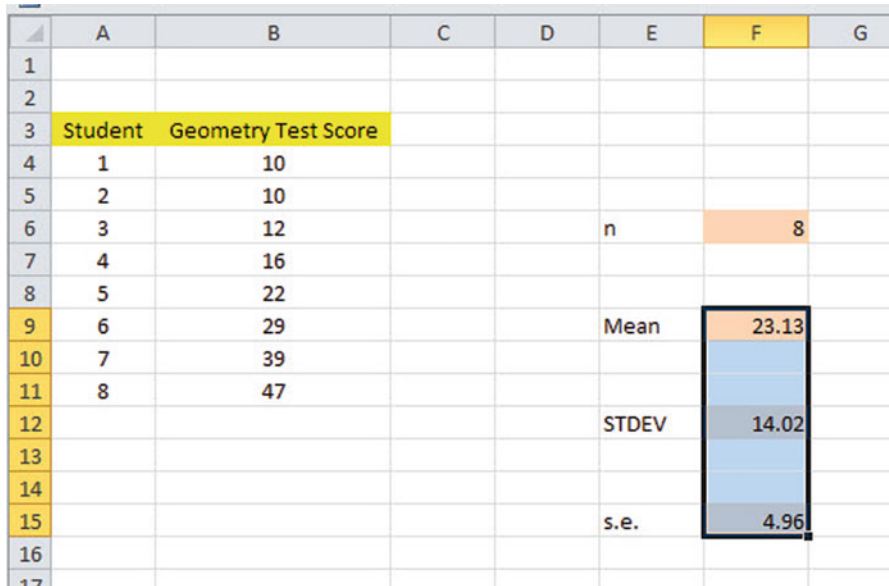 A B C D E F G
1
2
3 Student Geometry Test Score
4 1 10
5 2 10
6 3 12 n 8
7 4 16
8 5 22
9 6 29 Mean 23.13
10 7 39
11 8 47
12 STDEV 14.02
13
14
15 s.e. 4.96
16
17